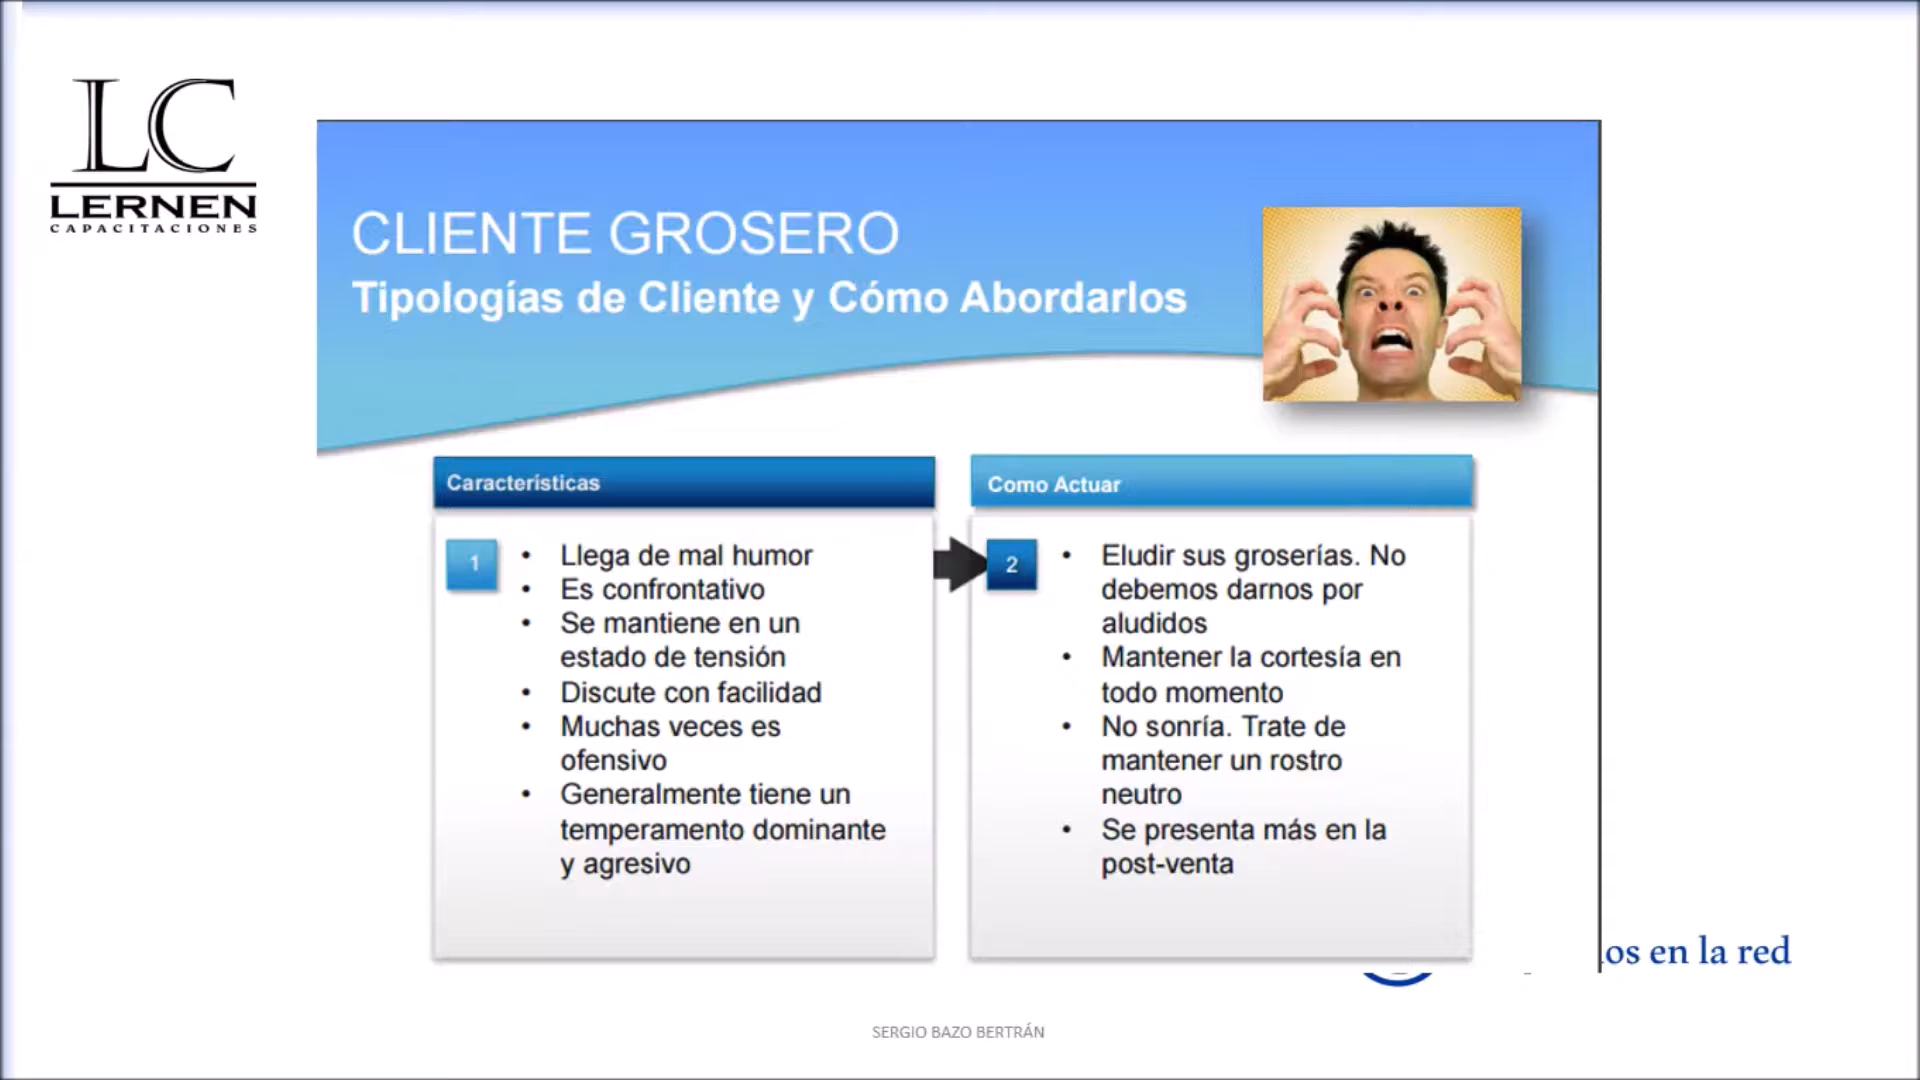 LC
LERNEN
CAPACITACIONES
CLIENTE GROSERO
Tipologías de Cliente y Cómo Abordarlos
Características
1
• Llega de mal humor
• Es confrontativo
• Se mantiene en un
estado de tensión
• Discute con facilidad
• Muchas veces es
ofensivo
• Generalmente tiene un
temperamento dominante
y agresivo
Como Actuar
2
• Eludir sus groserías. No
debemos darnos por
aludidos
• Mantener la cortesía en
todo momento
• No sonría. Trate de
mantener un rostro
neutro
• Se presenta más en la
post-venta
os en la red
SERGIO BAZO BERTRÁN